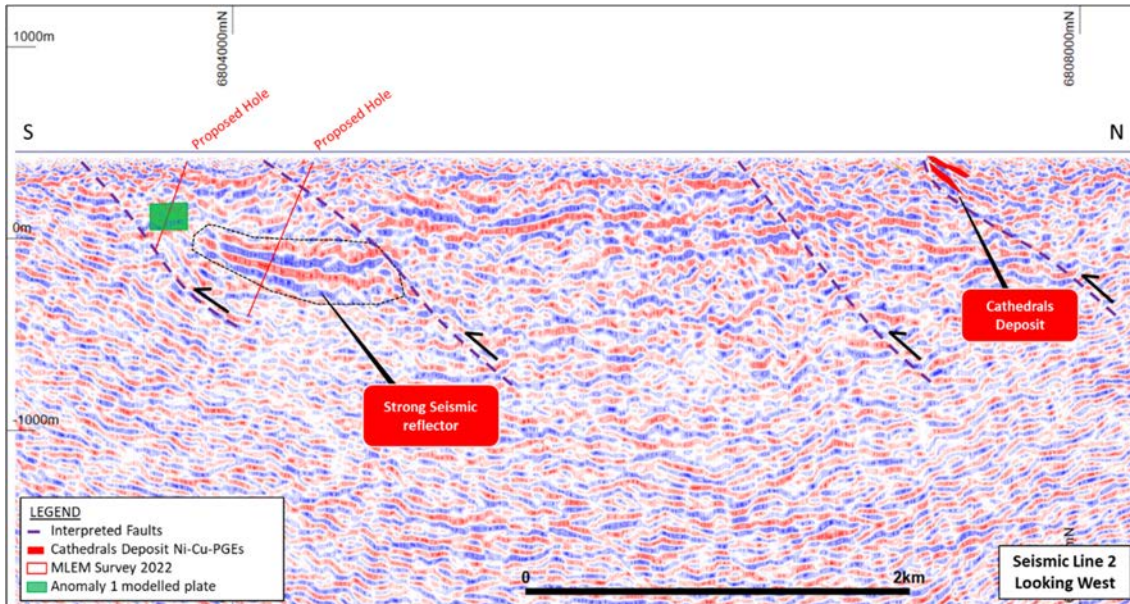 1000m
6804000mN
6808000mN
Proposed Hole
Proposed Hole
S
N
0m
Cathedrals
Deposit
Strong Seismic
reflector
-1000m
LEGEND
Interpreted Faults
Cathedrals Deposit Ni-Cu-PGEs
MLEM Survey 2022
Anomaly 1 modelled plate
0
2km
Seismic Line 2
Looking West